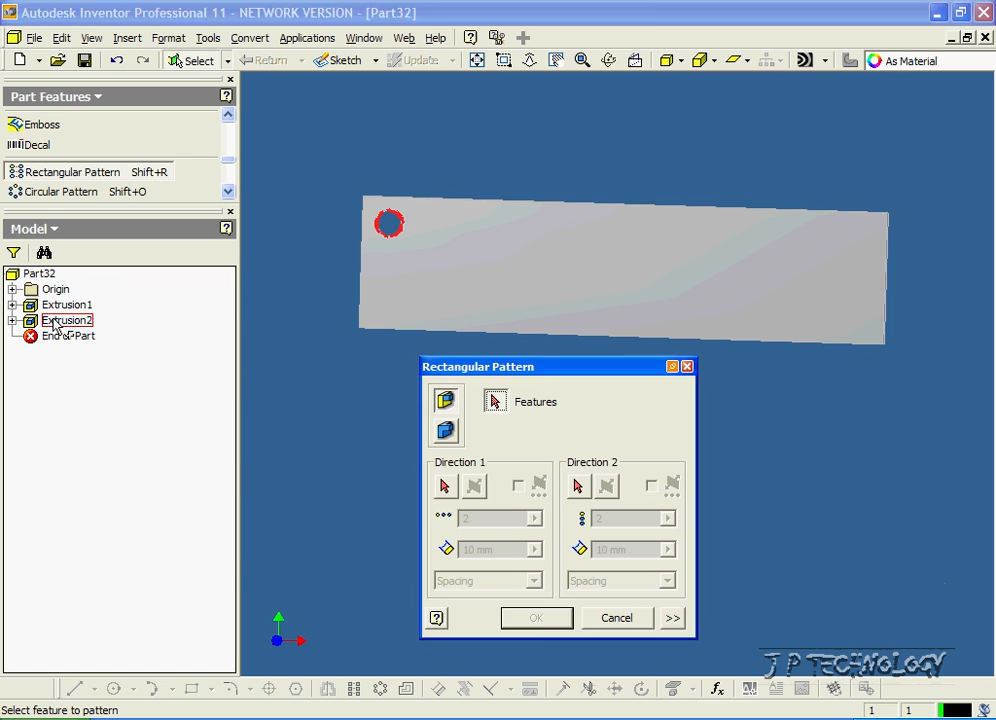 Autodesk Inventor Professional 11 - NETWORK VERSION - [Part32]
File Edit View Insert Format Tools Convert Applications Window Web Help
Select Return Sketch Update As Material
Part Features
Emboss
Decal
Rectangular Pattern Shift+R
Circular Pattern Shift+O
Model
Part32
Origin
Extrusion1
Extrusion2
End of Part
Rectangular Pattern
Features
Direction 1 Direction 2
2 2
10 mm 10 mm
Spacing Spacing
OK Cancel >>
J P TECHNOLOGY
Select feature to pattern 1 1